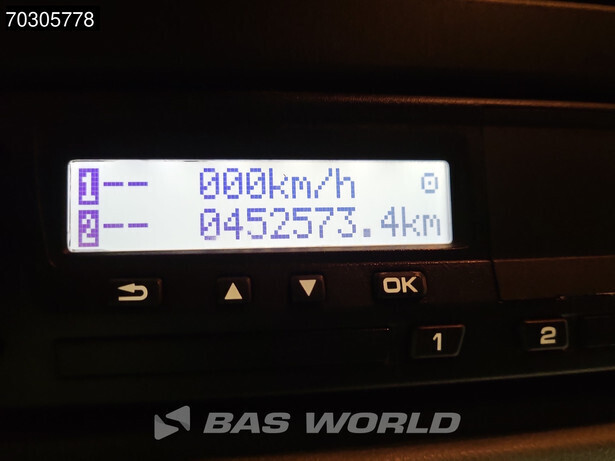 70305778
1-- 000km/h
2-- 0452573.4km
OK
1
2
BAS WORLD